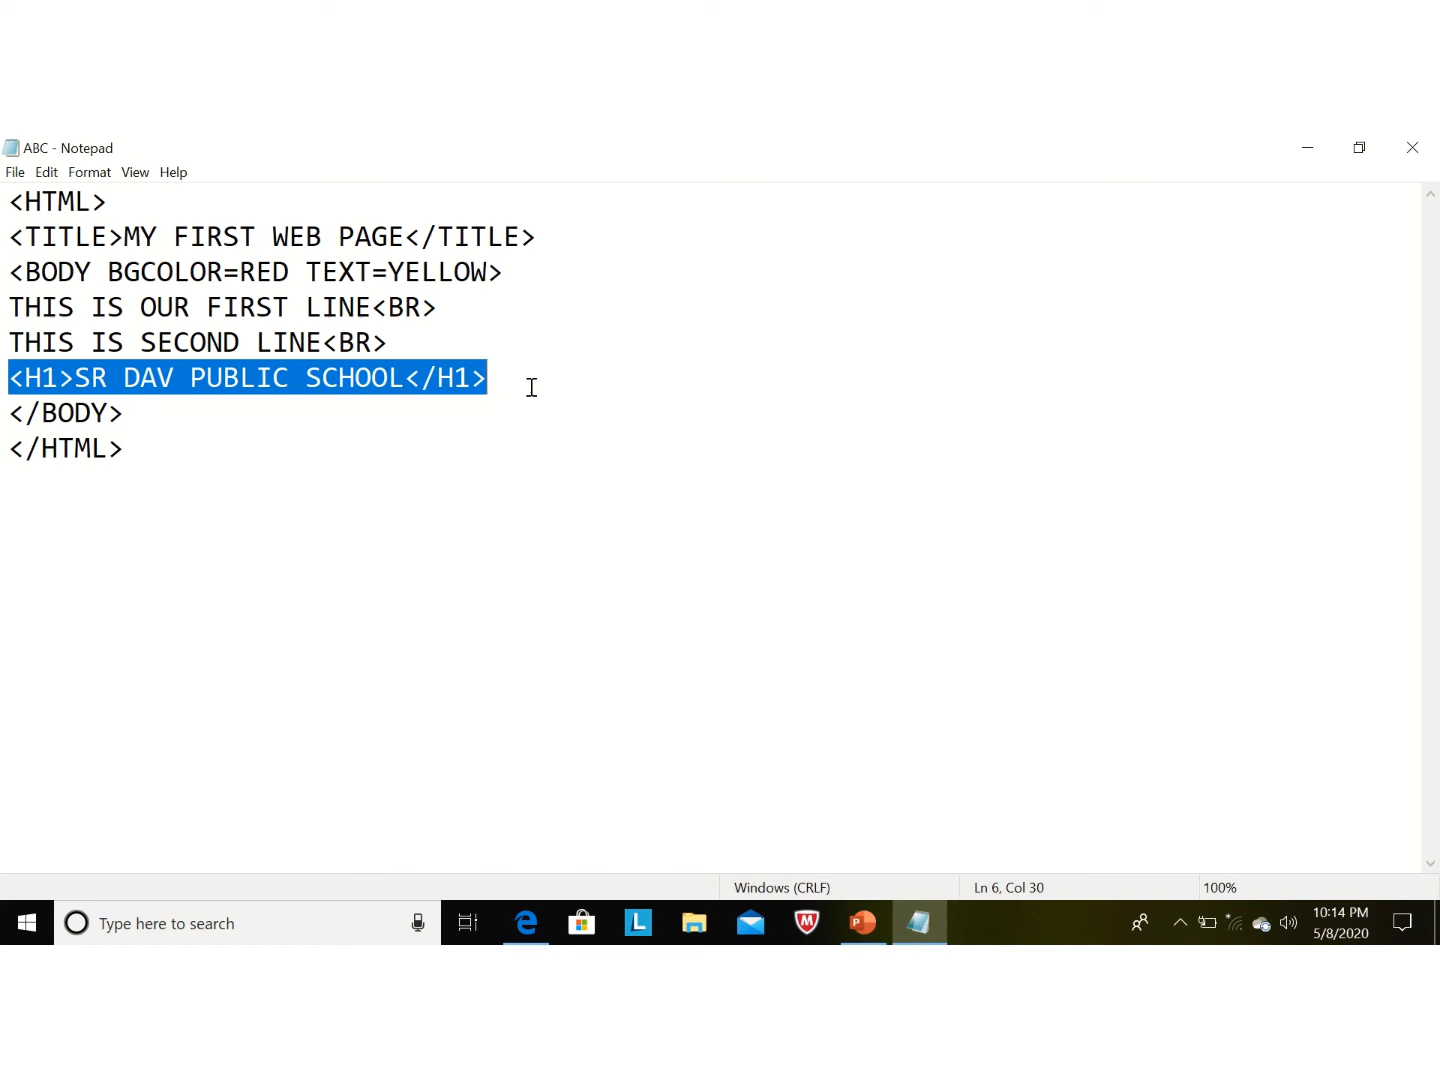 ABC - Notepad
File Edit Format View Help
<HTML>
<TITLE>MY FIRST WEB PAGE</TITLE>
<BODY BGCOLOR=RED TEXT=YELLOW>
THIS IS OUR FIRST LINE<BR>
THIS IS SECOND LINE<BR>
<H1>SR DAV PUBLIC SCHOOL</H1>
</BODY>
</HTML>
Windows (CRLF) Ln 6, Col 30 100%
Type here to search
10:14 PM
5/8/2020